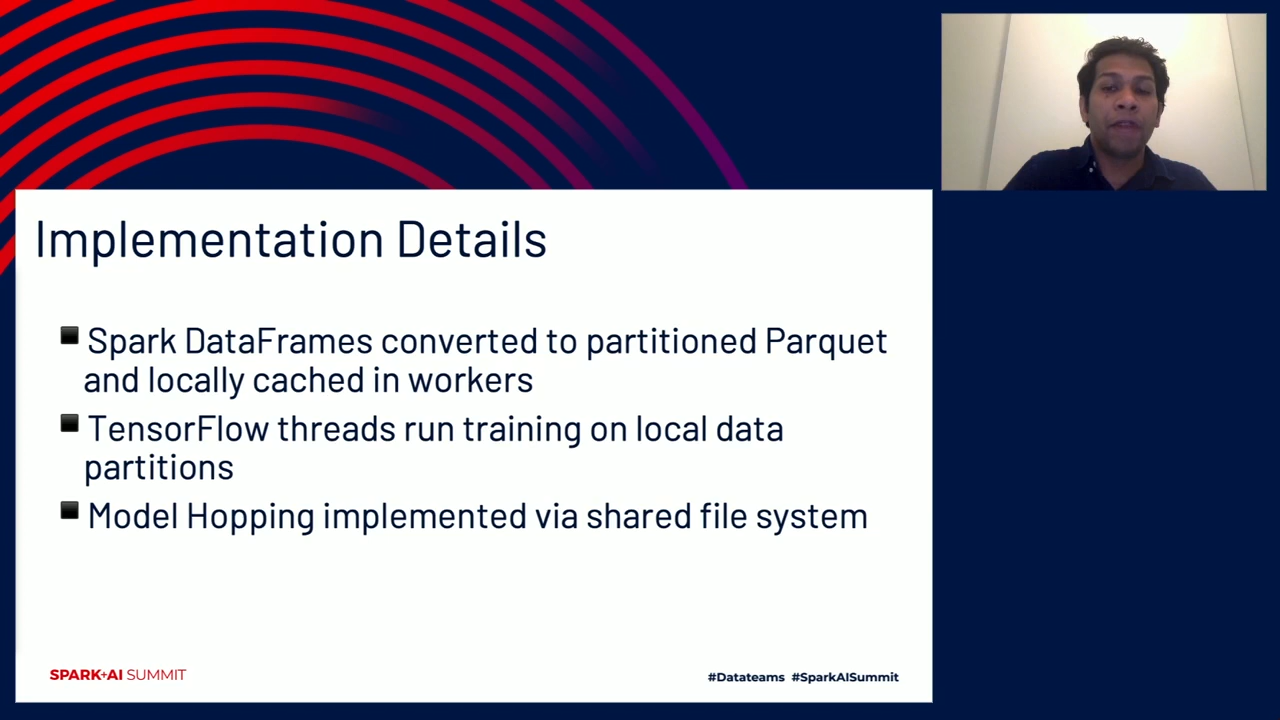 Implementation Details
Spark DataFrames converted to partitioned Parquet
and locally cached in workers
TensorFlow threads run training on local data
partitions
Model Hopping implemented via shared file system
SPARK+AI SUMMIT
#Datateams #SparkAISummit